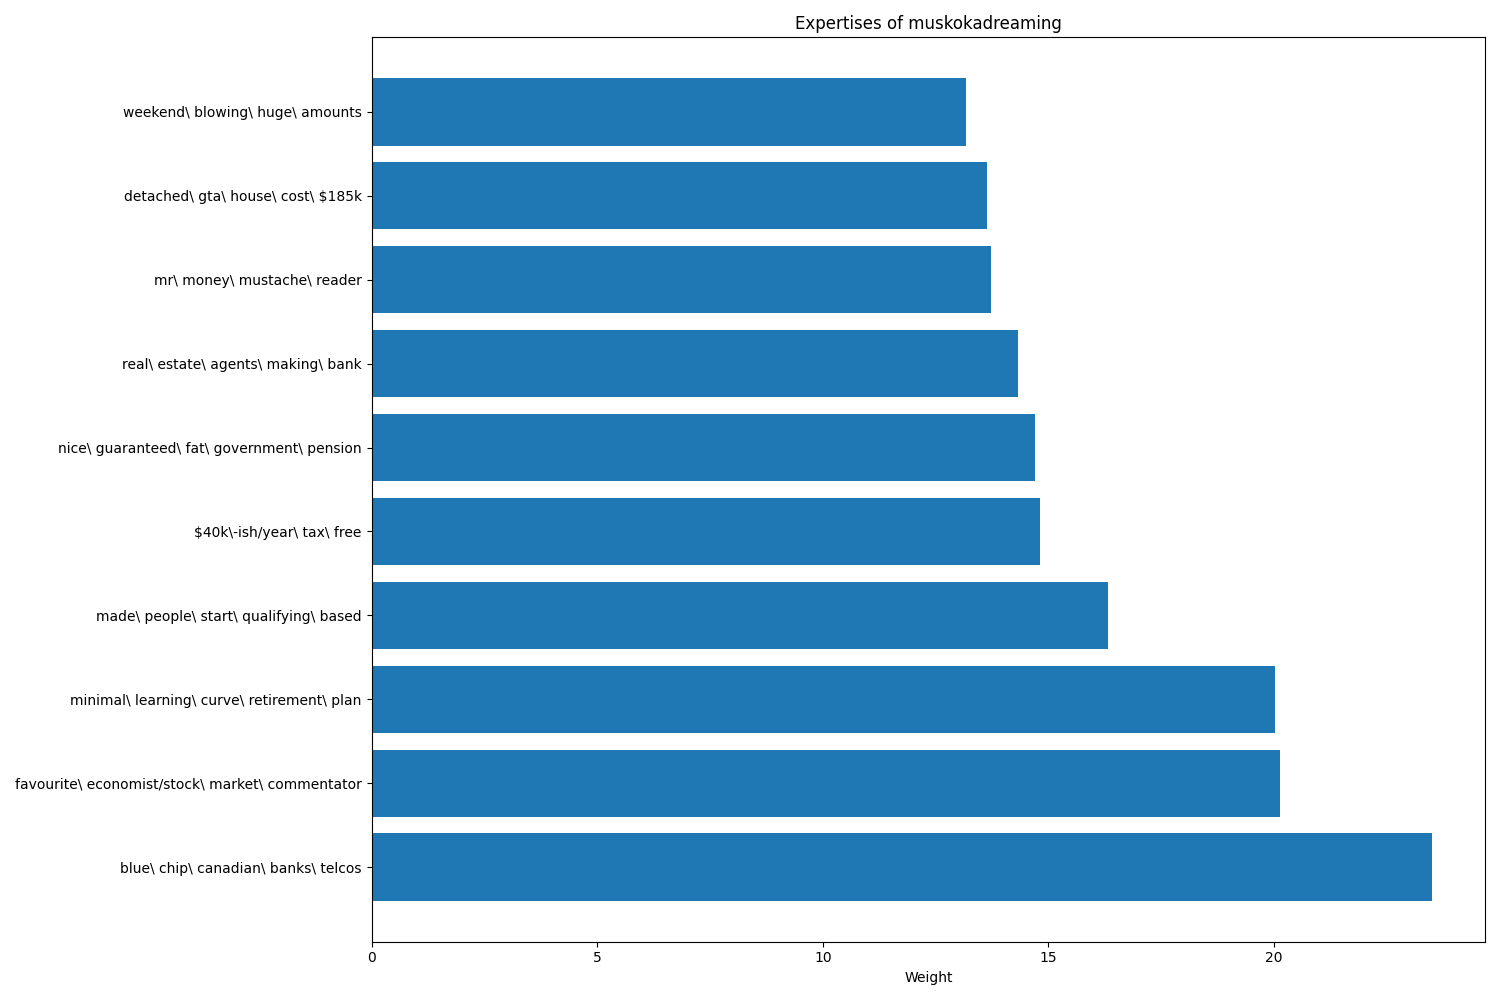 Expertises of muskokadreaming
weekend\ blowing\ huge\ amounts
detached\ gta\ house\ cost\ $185k
mr\ money\ mustache\ reader
real\ estate\ agents\ making\ bank
nice\ guaranteed\ fat\ government\ pension
$40k\-ish/year\ tax\ free
made\ people\ start\ qualifying\ based
minimal\ learning\ curve\ retirement\ plan
favourite\ economist/stock\ market\ commentator
blue\ chip\ canadian\ banks\ telcos
0 5 10 15 20
Weight